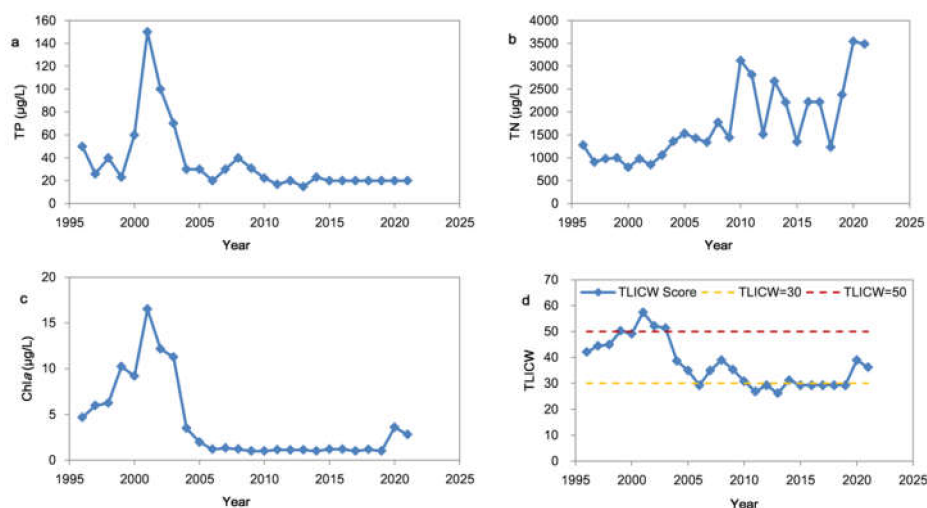 a
160
140
120
100
80
60
40
20
0
TP (μg/L)
1995 2000 2005 2010 2015 2020 2025
Year
b
4000
3500
3000
2500
2000
1500
1000
500
0
TN (μg/L)
1995 2000 2005 2010 2015 2020 2025
Year
c
20
15
10
5
0
Chla (μg/L)
1995 2000 2005 2010 2015 2020 2025
Year
d
70
60
50
40
30
20
10
0
TLICW
TLICW Score TLICW=30 TLICW=50
1995 2000 2005 2010 2015 2020 2025
Year